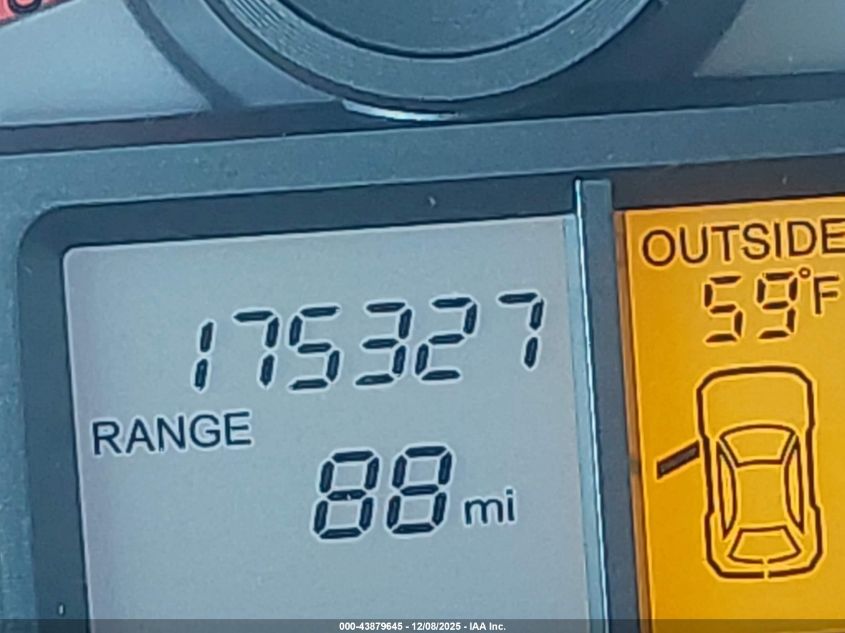 175327
RANGE
88 mi
OUTSIDE
59°F
000-43879645 - 12/08/2025 - IAA Inc.